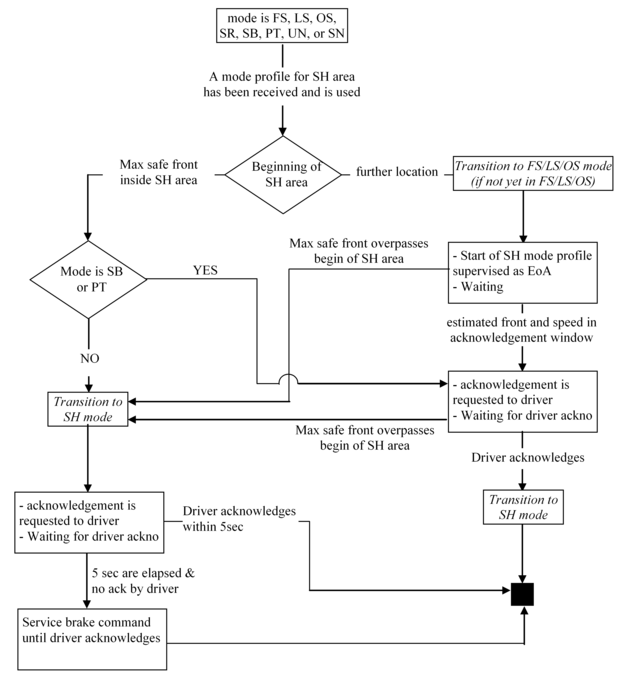 mode is FS, LS, OS,
SR, SB, PT, UN, or SN
A mode profile for SH area
has been received and is used
Beginning of
SH area
Max safe front
inside SH area
further location
Transition to FS/LS/OS mode
(if not yet in FS/LS/OS)
Max safe front overpasses
begin of SH area
- Start of SH mode profile
supervised as EoA
- Waiting
Mode is SB
or PT
YES
NO
estimated front and speed in
acknowledgement window
- acknowledgement is
requested to driver
- Waiting for driver ackno
Transition to
SH mode
Max safe front overpasses
begin of SH area
Driver acknowledges
Transition to
SH mode
- acknowledgement is
requested to driver
- Waiting for driver ackno
Driver acknowledges
within 5sec
5 sec are elapsed &
no ack by driver
Service brake command
until driver acknowledges